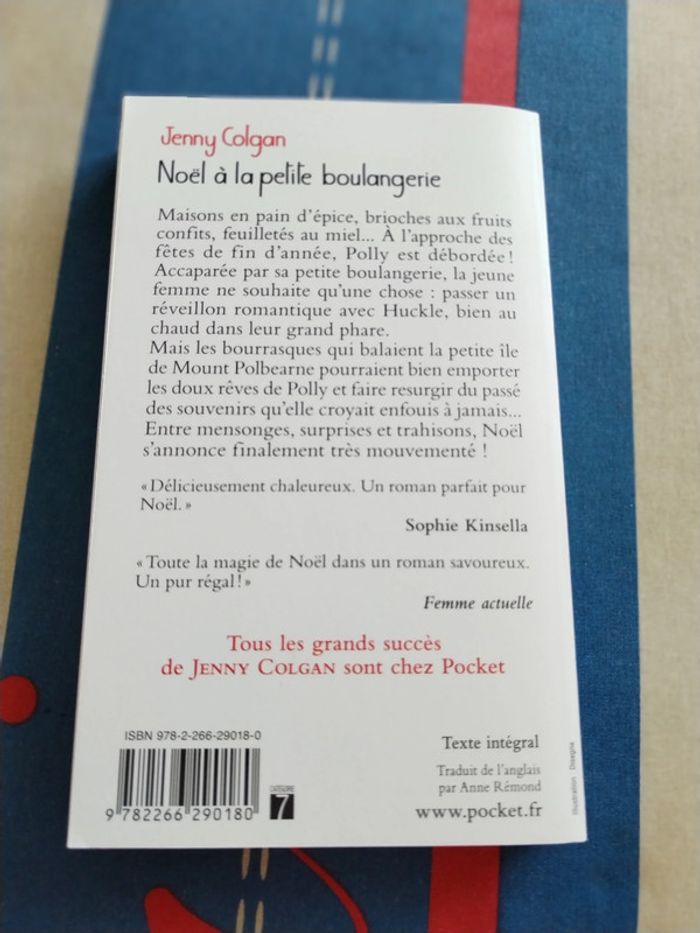 Jenny Colgan
Noël à la petite boulangerie
Maisons en pain d'épice, brioches aux fruits
confits, feuilletés au miel... À l'approche des
fêtes de fin d'année, Polly est débordée !
Accaparée par sa petite boulangerie, la jeune
femme ne souhaite qu'une chose : passer un
réveillon romantique avec Huckle, bien au
chaud dans leur grand phare.
Mais les bourrasques qui balaient la petite île
de Mount Polbearne pourraient bien emporter
les doux rêves de Polly et faire resurgir du passé
des souvenirs qu'elle croyait enfouis à jamais...
Entre mensonges, surprises et trahisons, Noël
s'annonce finalement très mouvementé !
« Délicieusement chaleureux. Un roman parfait pour
Noël. »
Sophie Kinsella
« Toute la magie de Noël dans un roman savoureux.
Un pur régal ! »
Femme actuelle
Tous les grands succès
de JENNY COLGAN sont chez Pocket
ISBN 978-2-266-29018-0
9 782266 290180
CATÉGORIE
7
Texte intégral
Traduit de l'anglais
par Anne Rémond
www.pocket.fr
Illustration : Dissegna